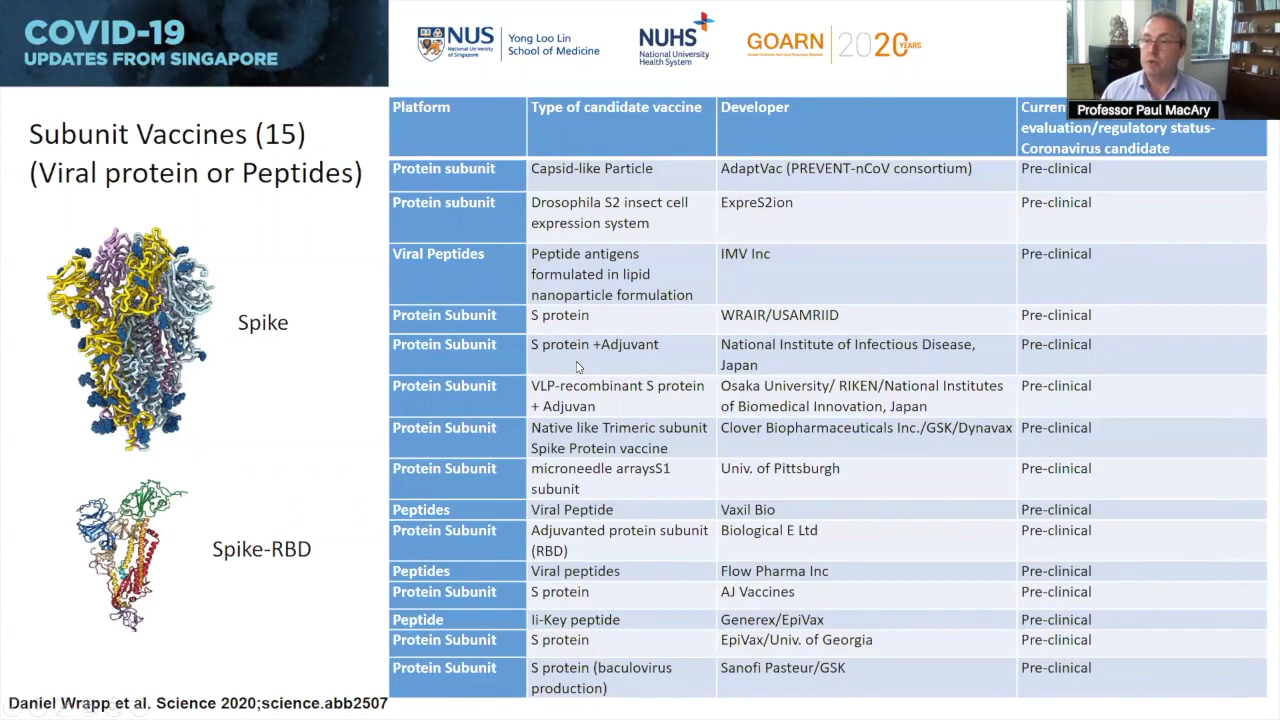 COVID-19
UPDATES FROM SINGAPORE
NUS
National University
of Singapore
Yong Loo Lin
School of Medicine
NUHS
National University
Health System
GOARN
2020 YEARS
Professor Paul MacAry
Subunit Vaccines (15)
(Viral protein or Peptides)
Spike
Spike-RBD
Daniel Wrapp et al. Science 2020;science.abb2507
Platform
Type of candidate vaccine
Developer
Curren
evaluation/regulatory status-
Coronavirus candidate
Protein subunit
Capsid-like Particle
AdaptVac (PREVENT-nCoV consortium)
Pre-clinical
Protein subunit
Drosophila S2 insect cell
expression system
ExpreS2ion
Pre-clinical
Viral Peptides
Peptide antigens
formulated in lipid
nanoparticle formulation
IMV Inc
Pre-clinical
Protein Subunit
S protein
WRAIR/USAMRIID
Pre-clinical
Protein Subunit
S protein +Adjuvant
National Institute of Infectious Disease,
Japan
Pre-clinical
Protein Subunit
VLP-recombinant S protein
+ Adjuvan
Osaka University/ RIKEN/National Institutes
of Biomedical Innovation, Japan
Pre-clinical
Protein Subunit
Native like Trimeric subunit
Spike Protein vaccine
Clover Biopharmaceuticals Inc./GSK/Dynavax
Pre-clinical
Protein Subunit
microneedle arraysS1
subunit
Univ. of Pittsburgh
Pre-clinical
Peptides
Viral Peptide
Vaxil Bio
Pre-clinical
Protein Subunit
Adjuvanted protein subunit
(RBD)
Biological E Ltd
Pre-clinical
Peptides
Viral peptides
Flow Pharma Inc
Pre-clinical
Protein Subunit
S protein
AJ Vaccines
Pre-clinical
Peptide
Ii-Key peptide
Generex/EpiVax
Pre-clinical
Protein Subunit
S protein
EpiVax/Univ. of Georgia
Pre-clinical
Protein Subunit
S protein (baculovirus
production)
Sanofi Pasteur/GSK
Pre-clinical